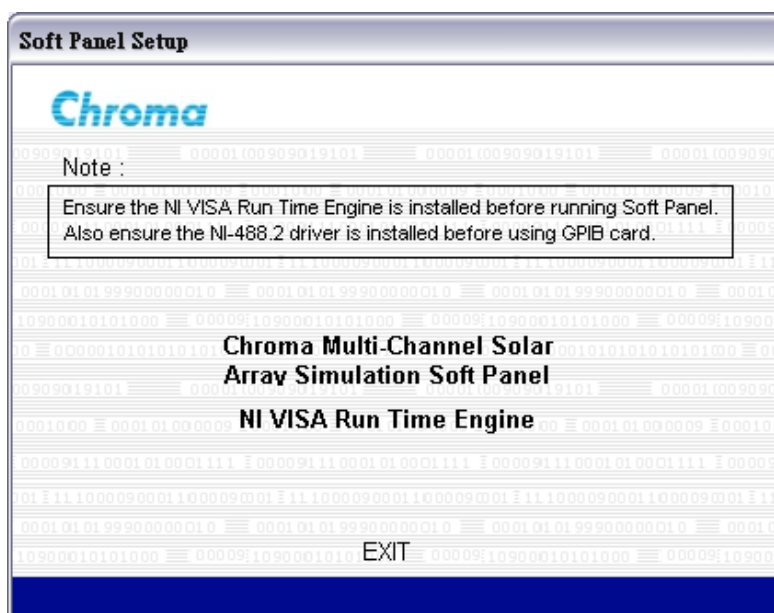 Soft Panel Setup
Chroma
Note :
Ensure the NI VISA Run Time Engine is installed before running Soft Panel.
Also ensure the NI-488.2 driver is installed before using GPIB card.
Chroma Multi-Channel Solar
Array Simulation Soft Panel
NI VISA Run Time Engine
EXIT